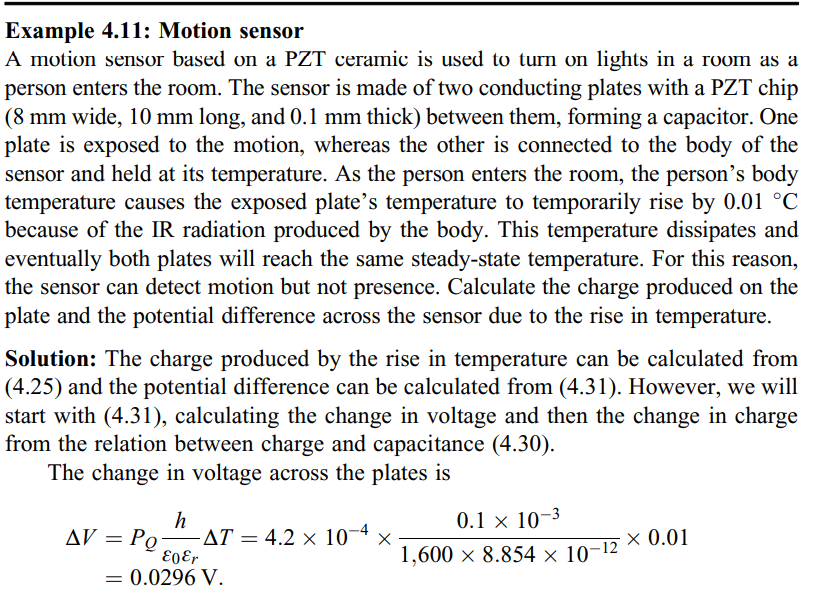 Example 4.11: Motion sensor
A motion sensor based on a PZT ceramic is used to turn on lights in a room as a
person enters the room. The sensor is made of two conducting plates with a PZT chip
(8 mm wide, 10 mm long, and 0.1 mm thick) between them, forming a capacitor. One
plate is exposed to the motion, whereas the other is connected to the body of the
sensor and held at its temperature. As the person enters the room, the person's body
temperature causes the exposed plate's temperature to temporarily rise by 0.01 °C
because of the IR radiation produced by the body. This temperature dissipates and
eventually both plates will reach the same steady-state temperature. For this reason,
the sensor can detect motion but not presence. Calculate the charge produced on the
plate and the potential difference across the sensor due to the rise in temperature.
Solution: The charge produced by the rise in temperature can be calculated from
(4.25) and the potential difference can be calculated from (4.31). However, we will
start with (4.31), calculating the change in voltage and then the change in charge
from the relation between charge and capacitance (4.30).
The change in voltage across the plates is
ΔV = P_Q h/(ε₀εᵣ) ΔT = 4.2 × 10⁻⁴ × (0.1 × 10⁻³)/(1,600 × 8.854 × 10⁻¹²) × 0.01
= 0.0296 V.